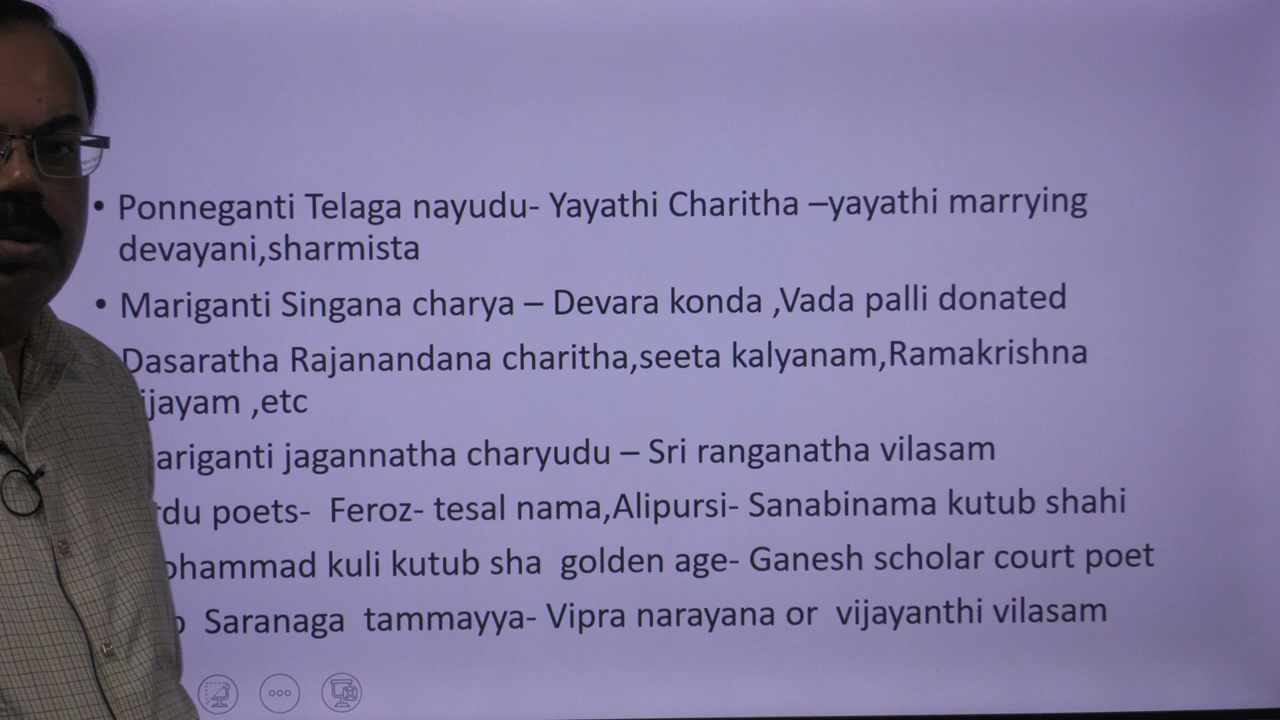 • Ponneganti Telaga nayudu- Yayathi Charitha –yayathi marrying
devayani,sharmista
• Mariganti Singana charya – Devara konda ,Vada palli donated
Dasaratha Rajanandana charitha,seeta kalyanam,Ramakrishna
ijayam ,etc
ariganti jagannatha charyudu – Sri ranganatha vilasam
rdu poets- Feroz- tesal nama,Alipursi- Sanabinama kutub shahi
ohammad kuli kutub sha golden age- Ganesh scholar court poet
Saranaga tammayya- Vipra narayana or vijayanthi vilasam